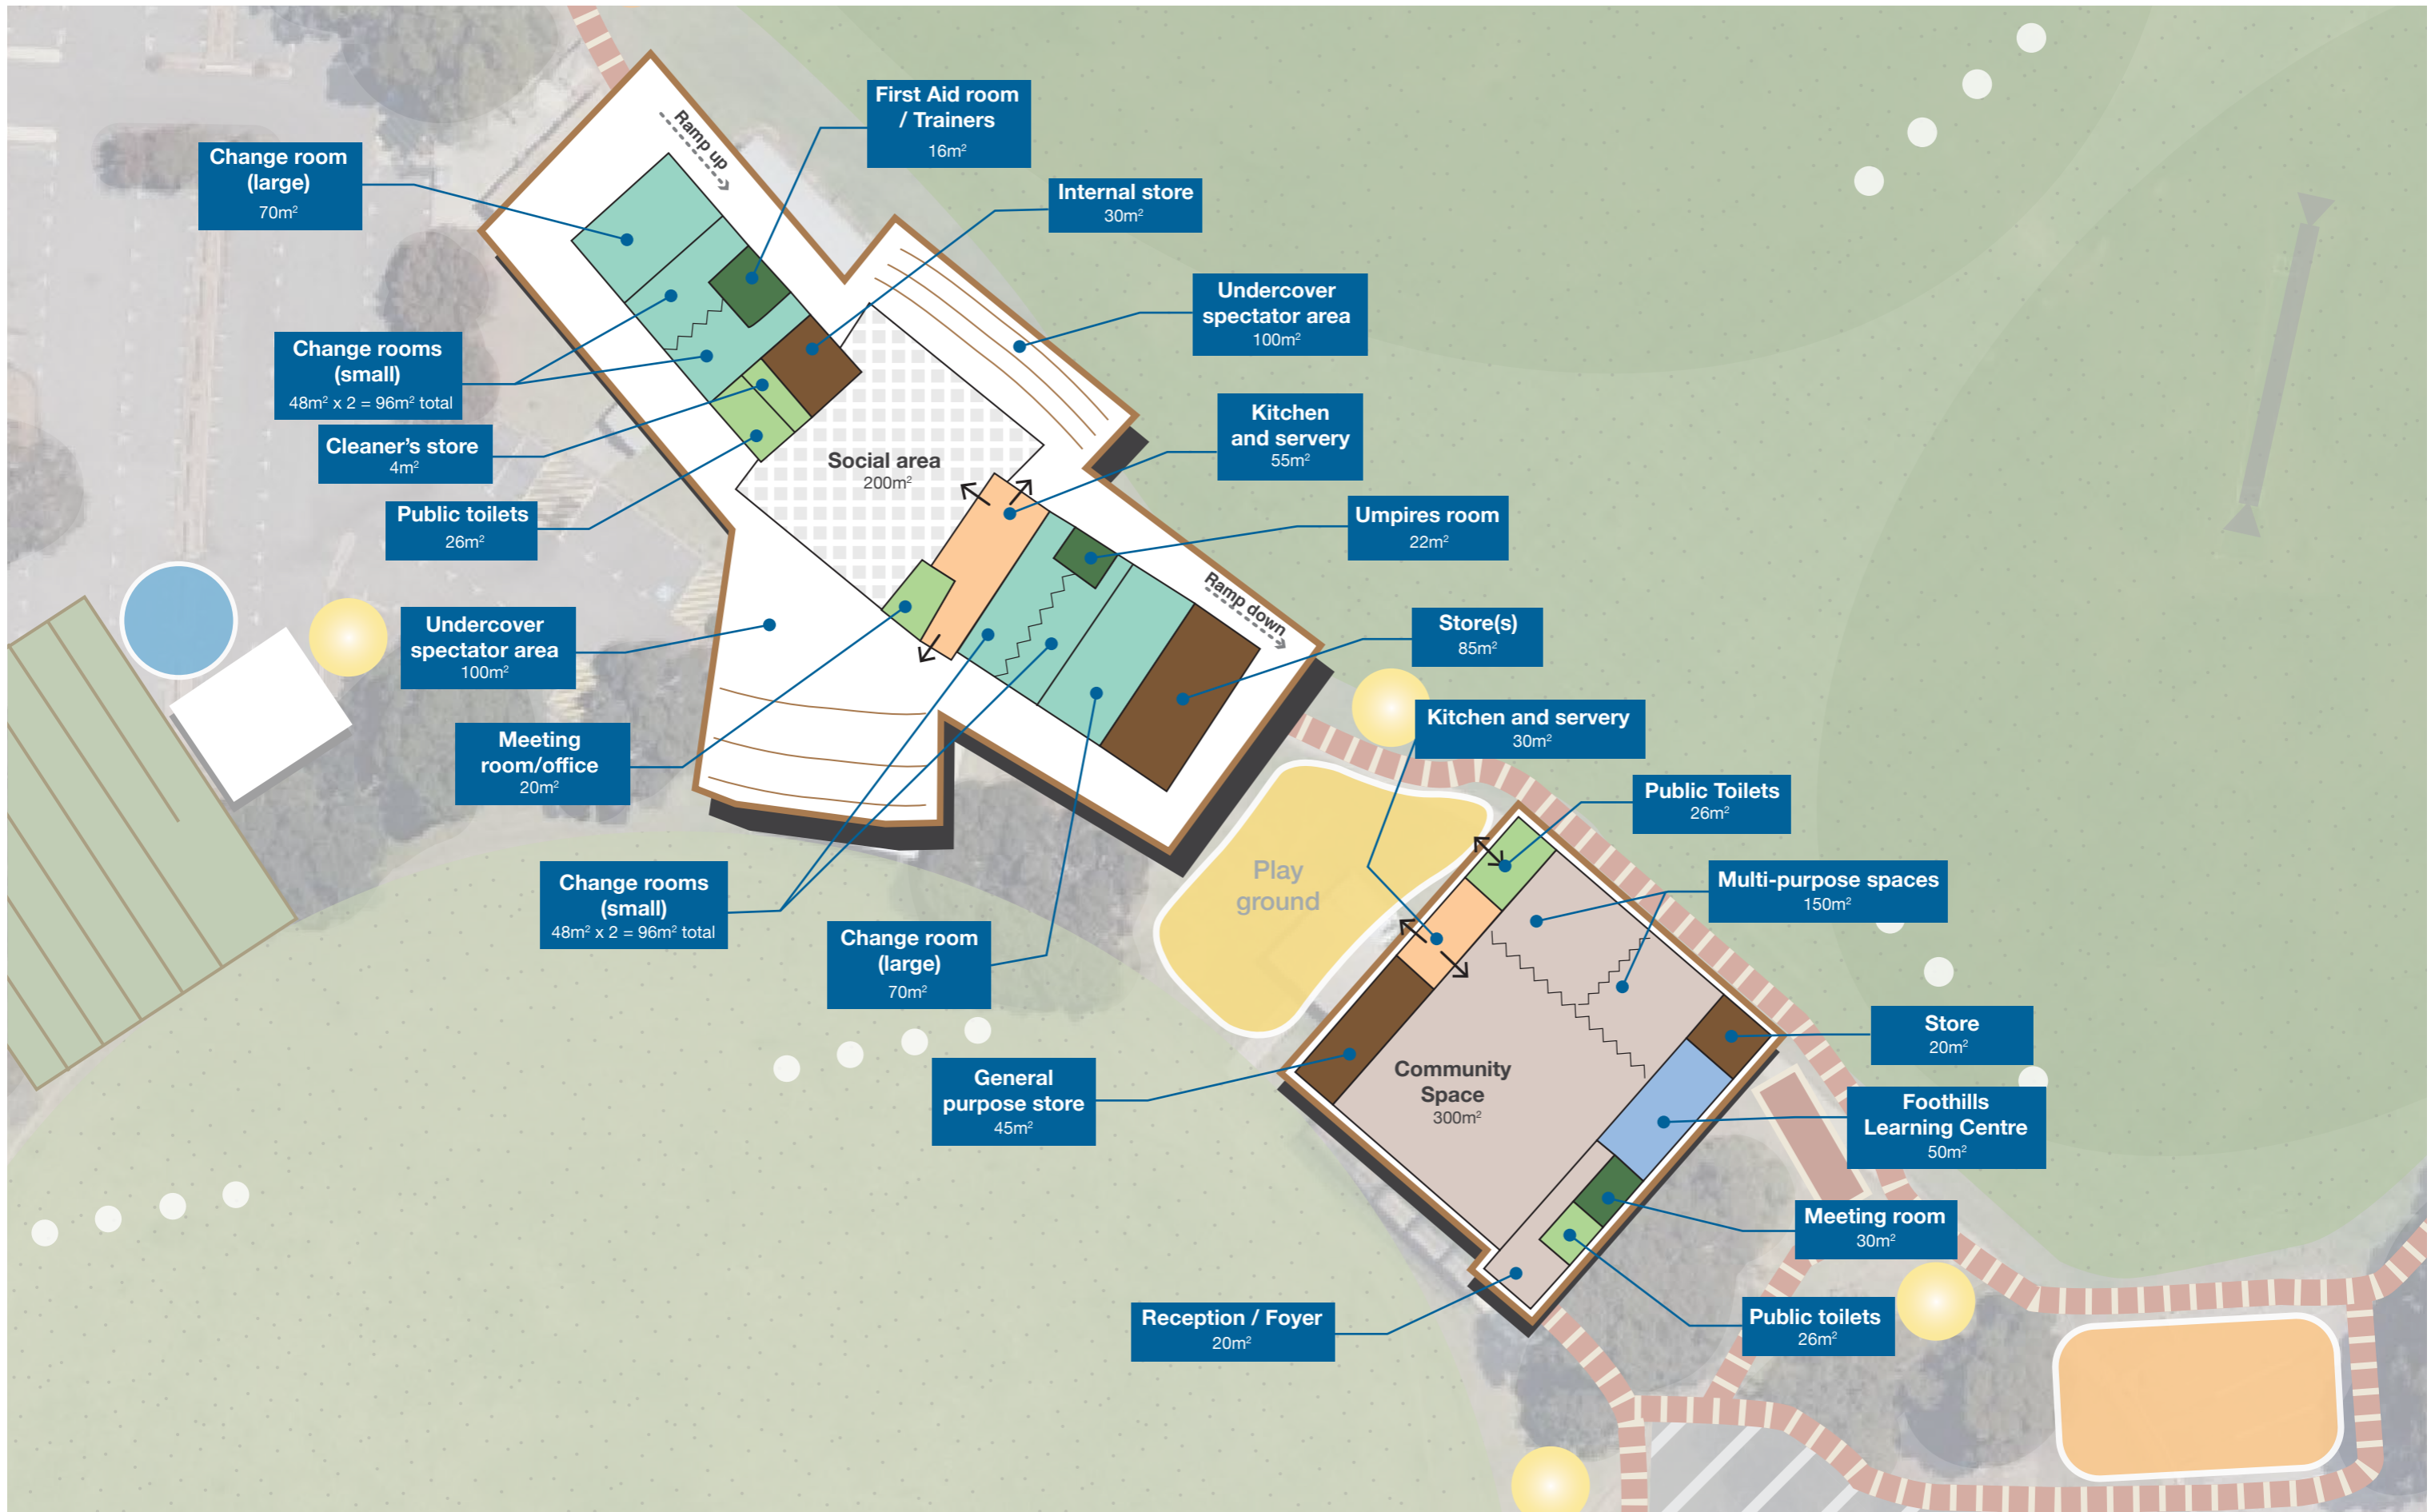 Ramp up
First Aid room
/ Trainers
16m²
Change room
(large)
70m²
Internal store
30m²
Undercover
spectator area
100m²
Change rooms
(small)
48m² x 2 = 96m² total
Kitchen
and servery
55m²
Cleaner's store
4m²
Social area
200m²
Public toilets
26m²
Umpires room
22m²
Ramp down
Undercover
spectator area
100m²
Store(s)
85m²
Kitchen and servery
30m²
Meeting
room/office
20m²
Public Toilets
26m²
Play
ground
Multi-purpose spaces
150m²
Change rooms
(small)
48m² x 2 = 96m² total
Change room
(large)
70m²
Store
20m²
General
purpose store
45m²
Community
Space
300m²
Foothills
Learning Centre
50m²
Meeting room
30m²
Reception / Foyer
20m²
Public toilets
26m²